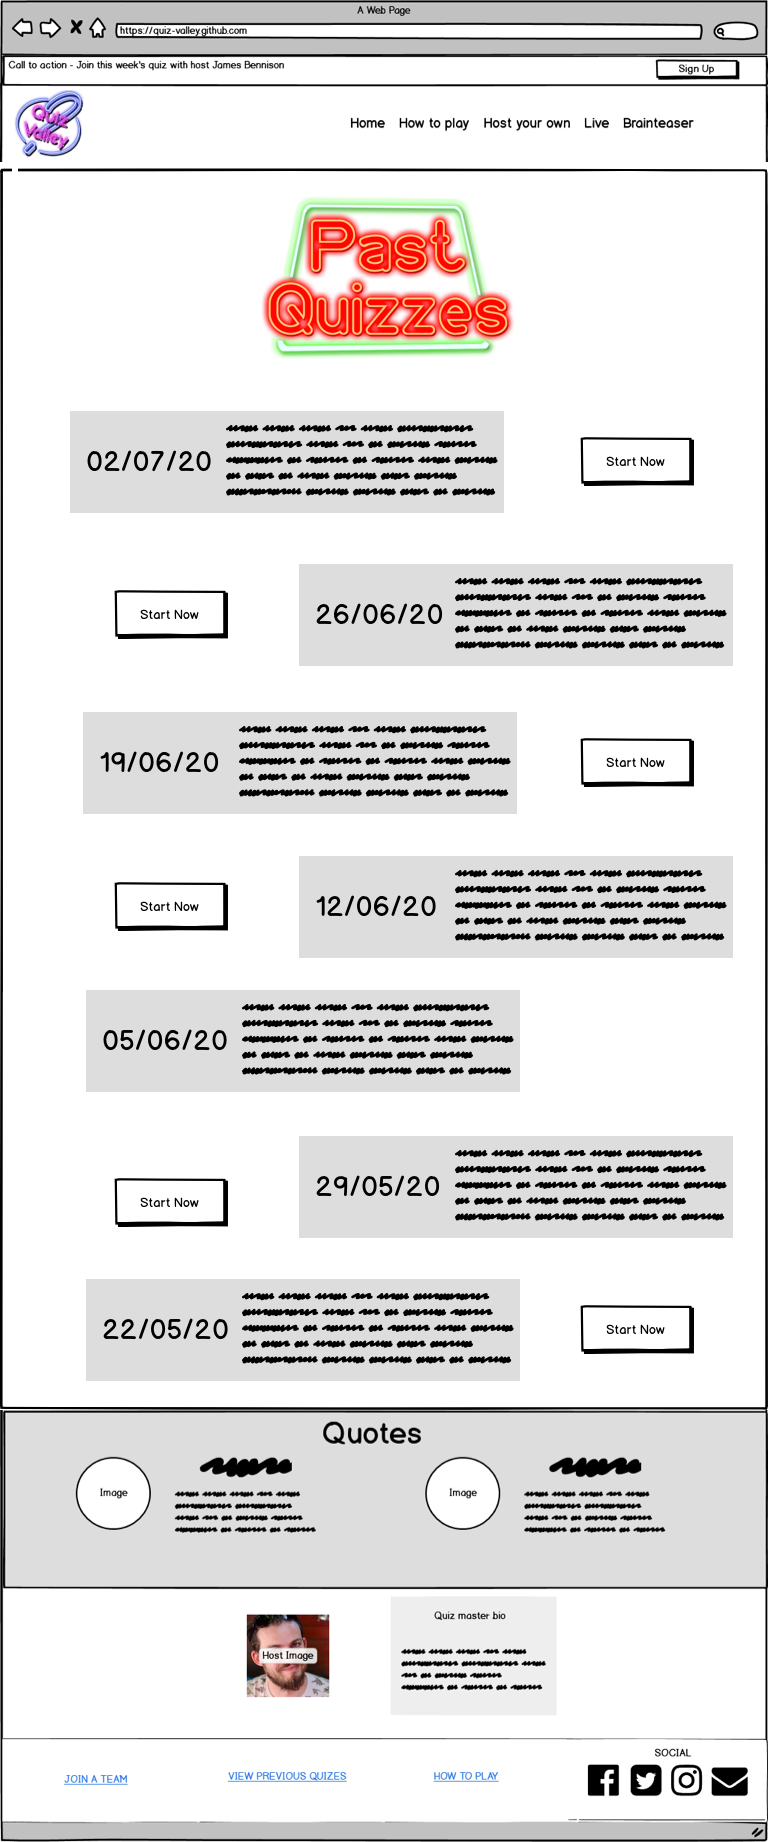 A Web Page
https://quiz-valley.github.com
Call to action - Join this week's quiz with host James Bennison
Sign Up
Quiz
Valley
Home How to play Host your own Live Brainteaser
Past
Quizzes
02/07/20
Start Now
Start Now
26/06/20
19/06/20
Start Now
Start Now
12/06/20
05/06/20
29/05/20
Start Now
22/05/20
Start Now
Quotes
Image
Image
Quiz master bio
Host Image
SOCIAL
JOIN A TEAM
VIEW PREVIOUS QUIZES
HOW TO PLAY